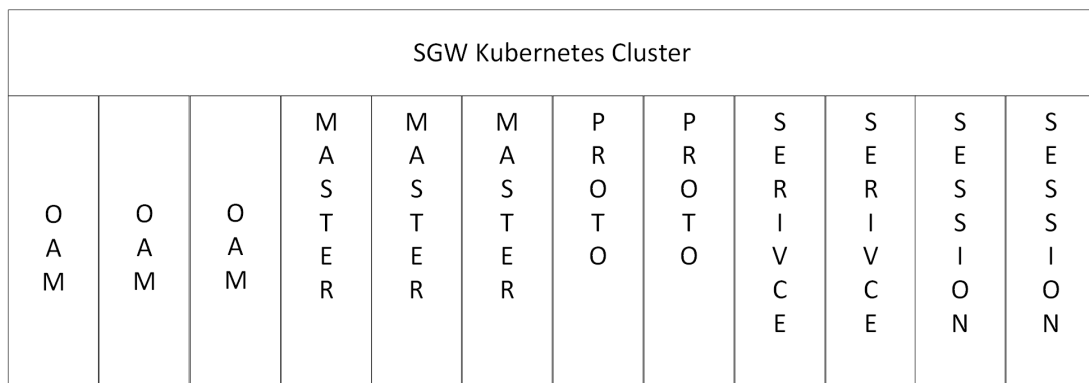 SGW Kubernetes Cluster
OAM
OAM
OAM
MASTER
MASTER
MASTER
PROTO
PROTO
SERIVCE
SERIVCE
SESSION
SESSION